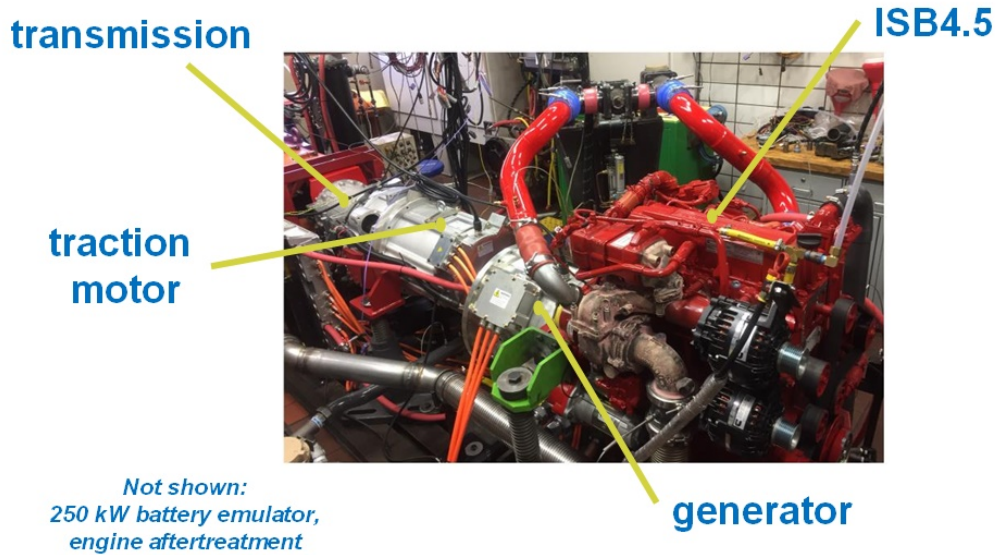 transmission
ISB4.5
traction
motor
generator
Not shown:
250 kW battery emulator,
engine aftertreatment